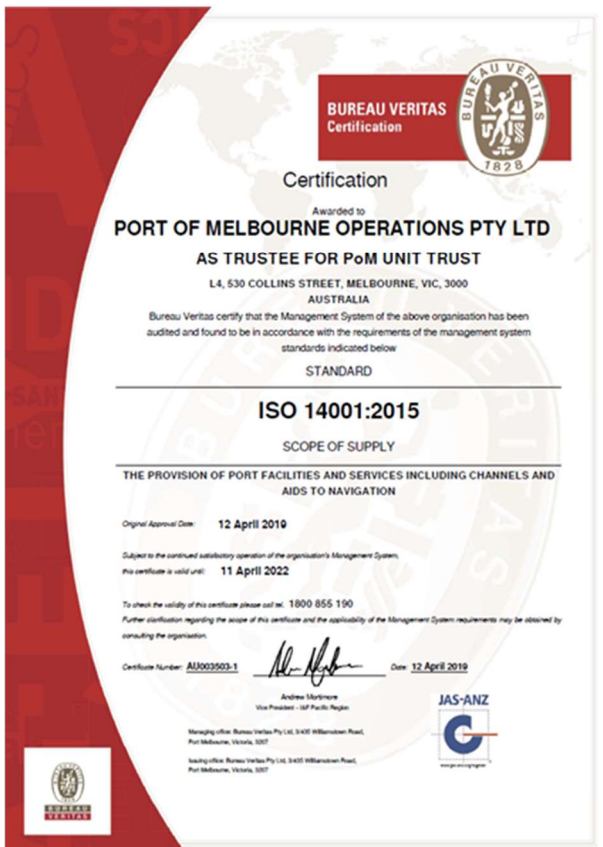 BUREAU VERITAS
Certification
BUREAU VERITAS
1828
Certification
Awarded to
PORT OF MELBOURNE OPERATIONS PTY LTD
AS TRUSTEE FOR PoM UNIT TRUST
L4, 530 COLLINS STREET, MELBOURNE, VIC, 3000
AUSTRALIA
Bureau Veritas certify that the Management System of the above organisation has been
audited and found to be in accordance with the requirements of the management system
standards indicated below
STANDARD
ISO 14001:2015
SCOPE OF SUPPLY
THE PROVISION OF PORT FACILITIES AND SERVICES INCLUDING CHANNELS AND
AIDS TO NAVIGATION
Original Approval Date: 12 April 2019
Subject to the continued satisfactory operation of the organisation's Management System,
this certificate is valid until: 11 April 2022
To check the validity of this certificate please call tel. 1800 855 190
Further clarification regarding the scope of this certificate and the applicability of the Management System requirements may be obtained by
consulting the organisation.
Certificate Number: AU003503-1 Date: 12 April 2019
Andrew Mortimore
Vice President - I&F Pacific Region
JAS-ANZ
Managing office: Bureau Veritas Pty Ltd, 3/435 Williamstown Road,
Port Melbourne, Victoria, 3207
Issuing office: Bureau Veritas Pty Ltd, 3/435 Williamstown Road,
Port Melbourne, Victoria, 3207
www.jas-anz.org/register
BUREAU
VERITAS